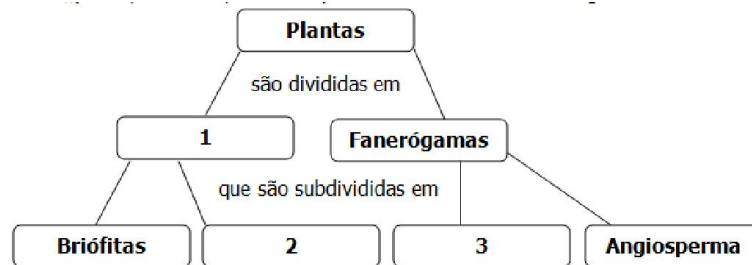 Plantas
são divididas em
1
Fanerógamas
que são subdivididas em
Briófitas
2
3
Angiosperma